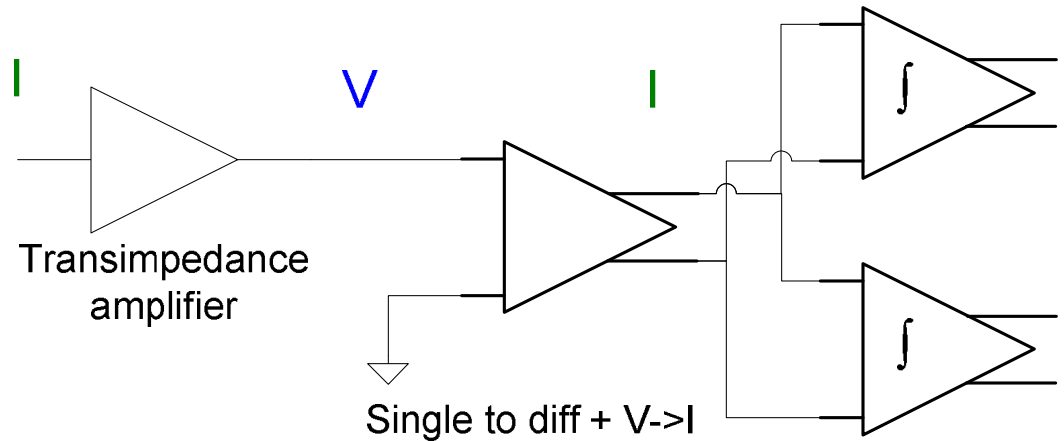 I
V
I
∫
Transimpedance
amplifier
∫
Single to diff + V->I